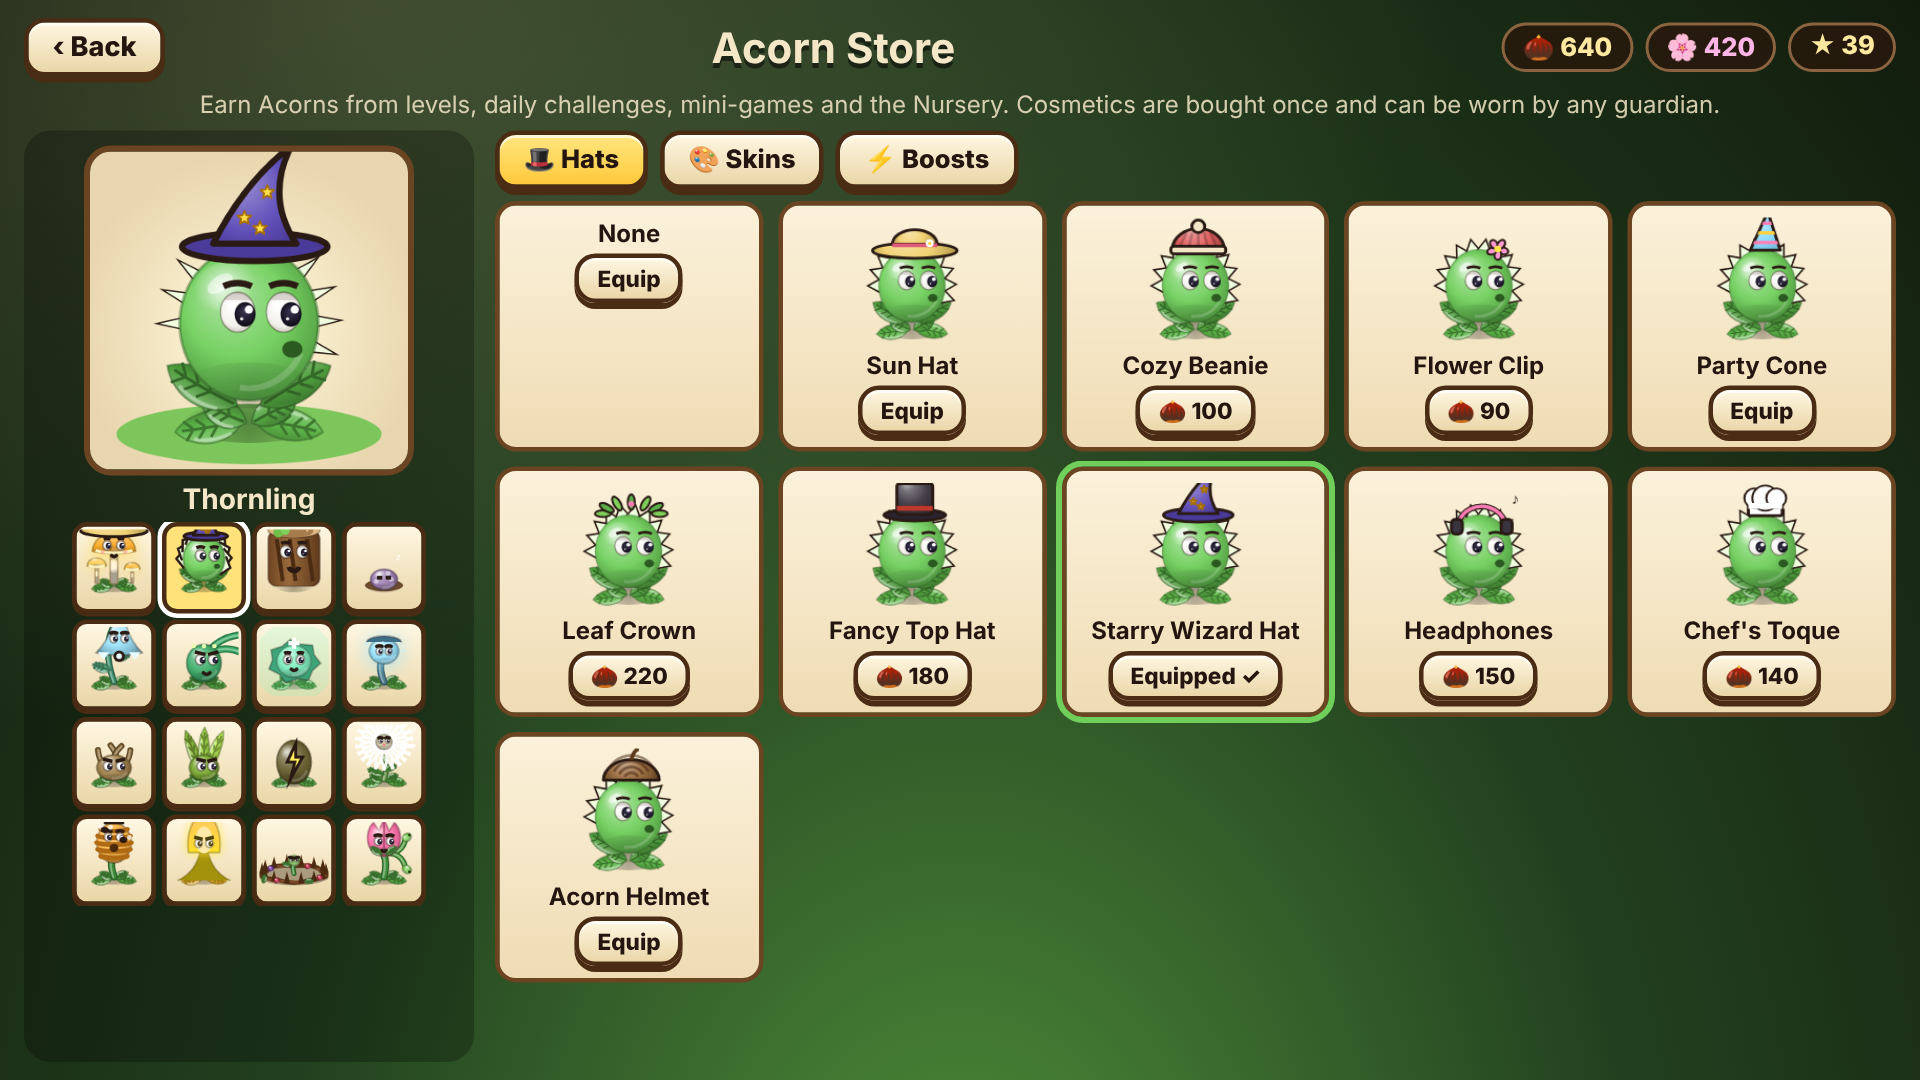 ‹ Back
Acorn Store
640
420
★ 39
Earn Acorns from levels, daily challenges, mini-games and the Nursery. Cosmetics are bought once and can be worn by any guardian.
Thornling
Hats
Skins
Boosts
None
Equip
Sun Hat
Equip
Cozy Beanie
100
Flower Clip
90
Party Cone
Equip
Leaf Crown
220
Fancy Top Hat
180
Starry Wizard Hat
Equipped ✓
Headphones
150
Chef's Toque
140
Acorn Helmet
Equip